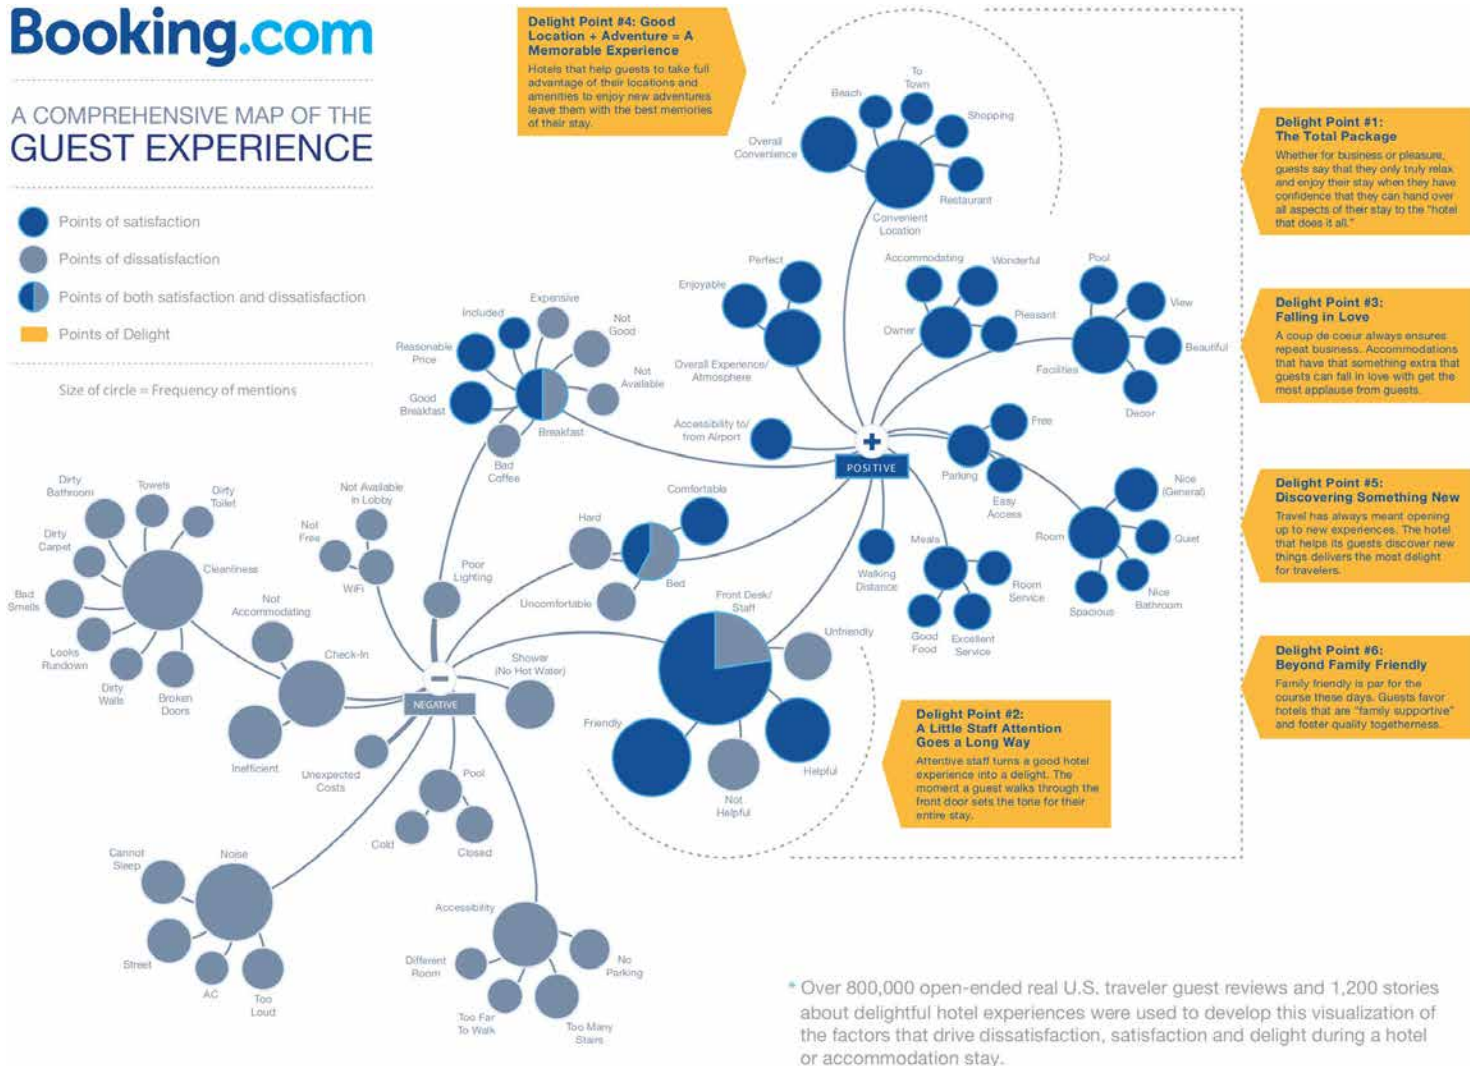 Booking.com
A COMPREHENSIVE MAP OF THE
GUEST EXPERIENCE
Points of satisfaction
Points of dissatisfaction
Points of both satisfaction and dissatisfaction
Points of Delight
Size of circle = Frequency of mentions
Delight Point #4: Good
Location + Adventure = A
Memorable Experience
Hotels that help guests to take full
advantage of their locations and
amenities to enjoy new adventures
leave them with the best memories
of their stay.
To
Town
Beach
Shopping
Overall
Convenience
Restaurant
Convenient
Location
Delight Point #1:
The Total Package
Whether for business or pleasure,
guests say that they only truly relax
and enjoy their stay when they have
confidence that they can hand over
all aspects of their stay to the "hotel
that does it all."
Perfect
Enjoyable
Overall Experience/
Atmosphere
Accommodating
Wonderful
Pleasant
Owner
Pool
View
Beautiful
Facilities
Decor
Delight Point #3:
Falling in Love
A coup de coeur always ensures
repeat business. Accommodations
that have that something extra that
guests can fall in love with get the
most applause from guests.
Expensive
Included
Not
Good
Reasonable
Price
Not
Available
Good
Breakfast
Breakfast
Bad
Coffee
Accessibility to/
from Airport
POSITIVE
Free
Parking
Easy
Access
Nice
(General)
Room
Quiet
Nice
Bathroom
Spacious
Delight Point #5:
Discovering Something New
Travel has always meant opening
up to new experiences. The hotel
that helps its guests discover new
things delivers the most delight
for travelers.
Dirty
Bathroom
Towels
Dirty
Toilet
Dirty
Carpet
Cleanliness
Bad
Smells
Looks
Rundown
Dirty
Walls
Broken
Doors
Not Available
in Lobby
Not
Free
WiFi
Poor
Lighting
Hard
Comfortable
Bed
Uncomfortable
Walking
Distance
Meals
Room
Service
Good
Food
Excellent
Service
Not
Accommodating
Check-In
Inefficient
Unexpected
Costs
NEGATIVE
Shower
(No Hot Water)
Front Desk/
Staff
Unfriendly
Friendly
Helpful
Not
Helpful
Delight Point #6:
Beyond Family Friendly
Family friendly is par for the
course these days. Guests favor
hotels that are "family supportive"
and foster quality togetherness.
Delight Point #2:
A Little Staff Attention
Goes a Long Way
Attentive staff turns a good hotel
experience into a delight. The
moment a guest walks through the
front door sets the tone for their
entire stay.
Pool
Cold
Closed
Cannot
Sleep
Noise
Street
AC
Too
Loud
Accessibility
Different
Room
No
Parking
Too Far
To Walk
Too Many
Stairs
* Over 800,000 open-ended real U.S. traveler guest reviews and 1,200 stories
about delightful hotel experiences were used to develop this visualization of
the factors that drive dissatisfaction, satisfaction and delight during a hotel
or accommodation stay.